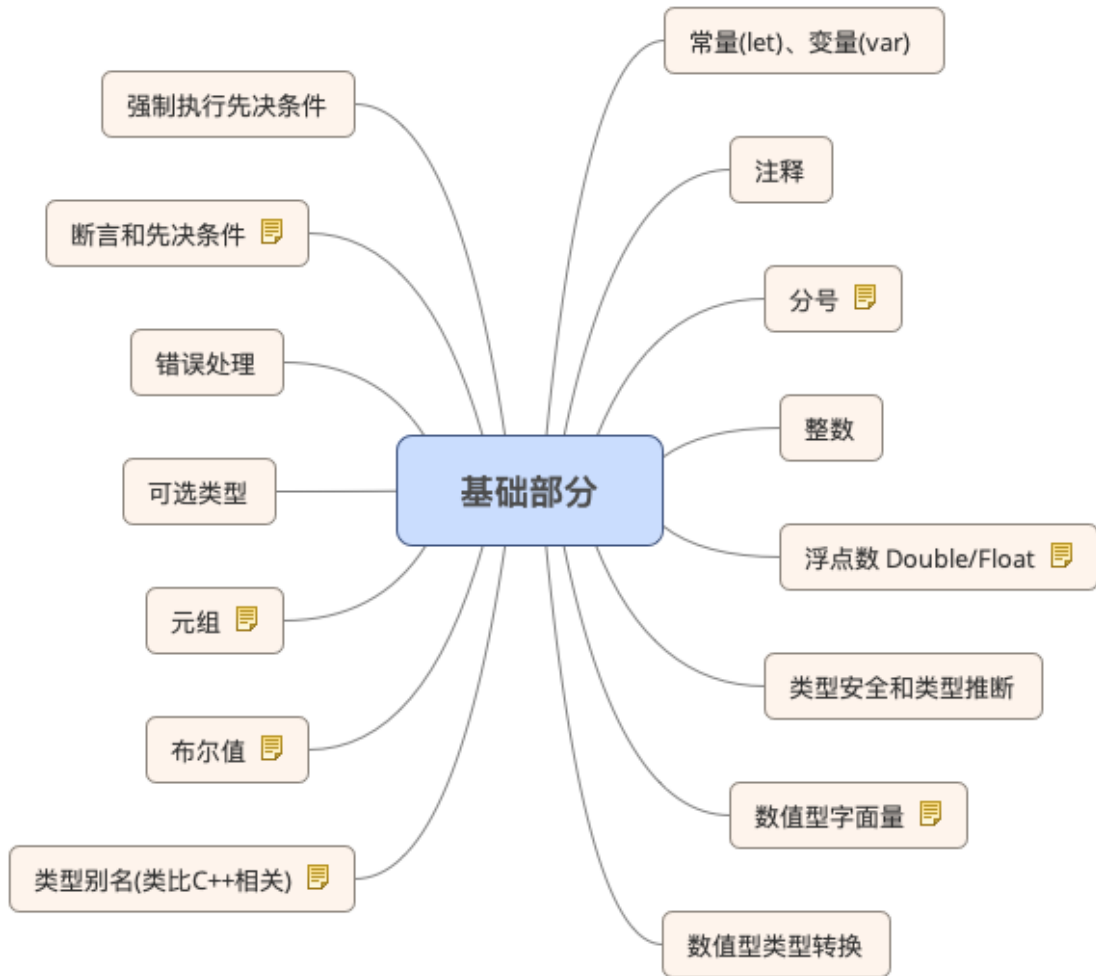 常量(let)、变量(var)
强制执行先决条件
注释
断言和先决条件
分号
错误处理
整数
可选类型
基础部分
浮点数 Double/Float
元组
类型安全和类型推断
布尔值
数值型字面量
类型别名(类比C++相关)
数值型类型转换